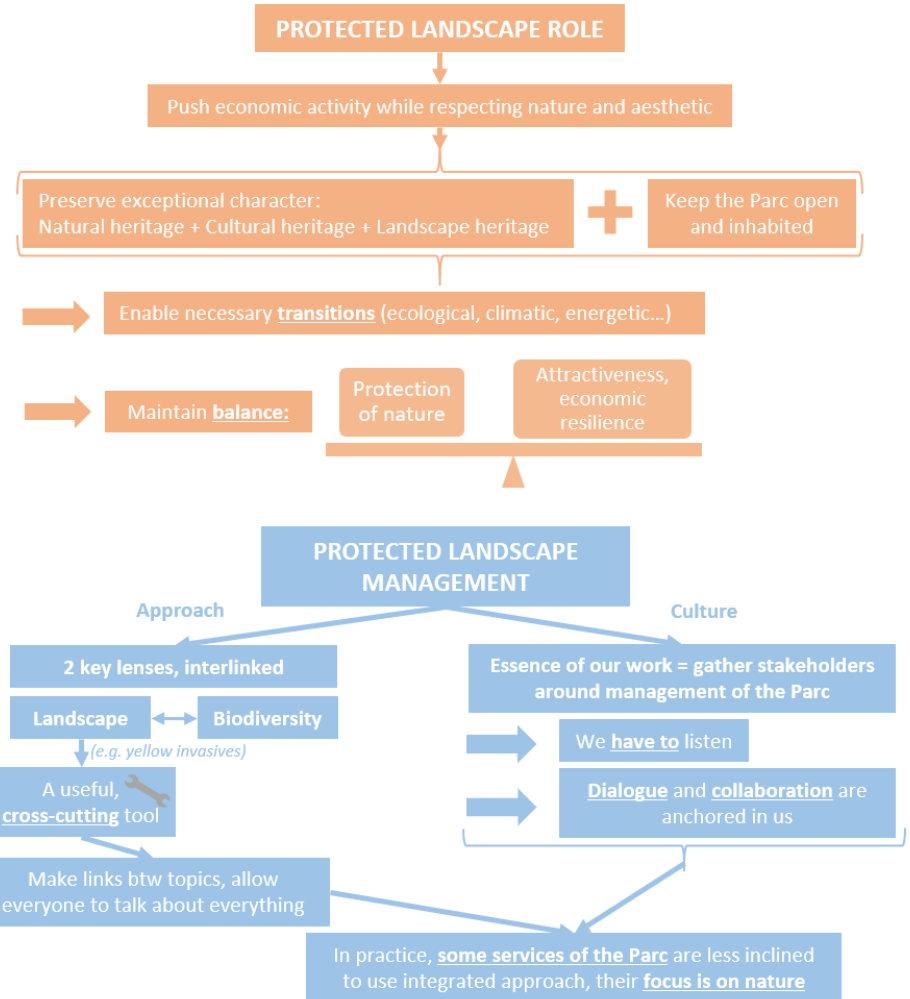 PROTECTED LANDSCAPE ROLE
Push economic activity while respecting nature and aesthetic
Preserve exceptional character:
Natural heritage + Cultural heritage + Landscape heritage
Keep the Parc open
and inhabited
Enable necessary transitions (ecological, climatic, energetic…)
Maintain balance:
Protection
of nature
Attractiveness,
economic
resilience
PROTECTED LANDSCAPE
MANAGEMENT
Approach
Culture
2 key lenses, interlinked
Landscape
Biodiversity
(e.g. yellow invasives)
A useful,
cross-cutting tool
Make links btw topics, allow
everyone to talk about everything
Essence of our work = gather stakeholders
around management of the Parc
We have to listen
Dialogue and collaboration are
anchored in us
In practice, some services of the Parc are less inclined
to use integrated approach, their focus is on nature